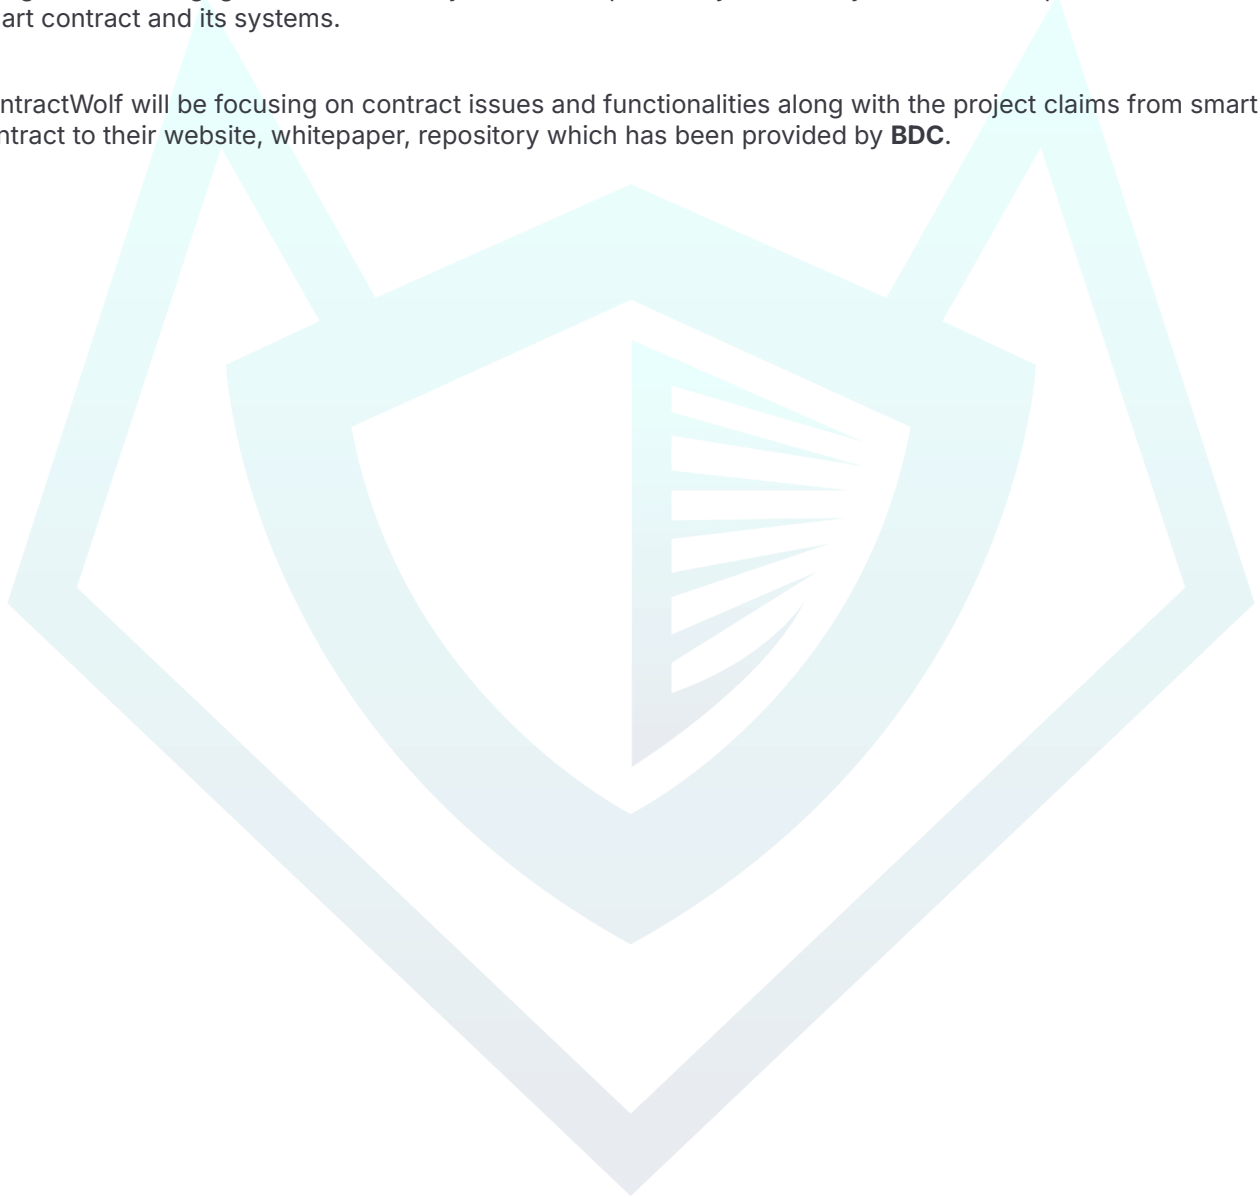 art contract and its systems.
ntractWolf will be focusing on contract issues and functionalities along with the project claims from smart
ntract to their website, whitepaper, repository which has been provided by BDC.